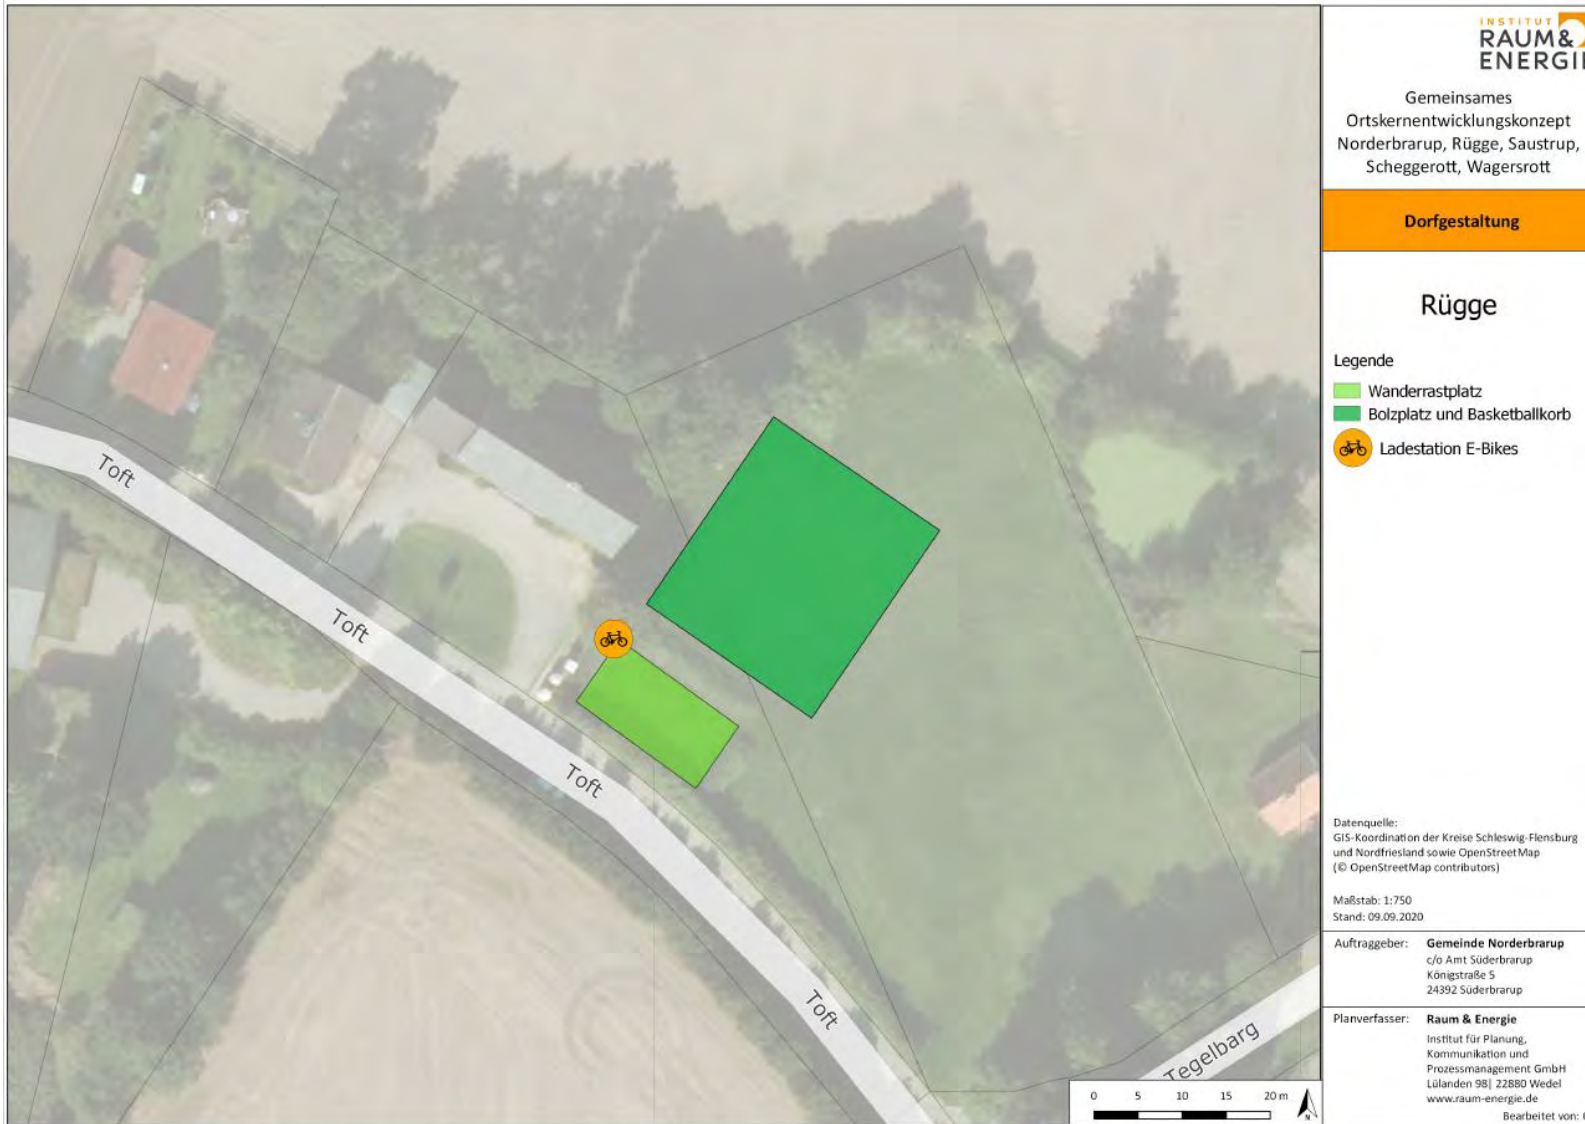 INSTITUT
RAUM&
ENERGIE
Gemeinsames
Ortskernentwicklungskonzept
Norderbrarup, Rügge, Saustrup,
Scheggerott, Wagersrott
Dorfgestaltung
Rügge
Legende
Wanderrastplatz
Bolzplatz und Basketballkorb
Ladestation E-Bikes
Toft
Toft
Toft
Toft
Tegelbarg
Datenquelle:
GIS-Koordination der Kreise Schleswig-Flensburg
und Nordfriesland sowie OpenStreetMap
(© OpenStreetMap contributors)
Maßstab: 1:750
Stand: 09.09.2020
Auftraggeber: Gemeinde Norderbrarup
c/o Amt Süderbrarup
Königstraße 5
24392 Süderbrarup
Planverfasser: Raum & Energie
Institut für Planung,
Kommunikation und
Prozessmanagement GmbH
Lülanden 98| 22880 Wedel
www.raum-energie.de
Bearbeitet von:
0 5 10 15 20 m
N